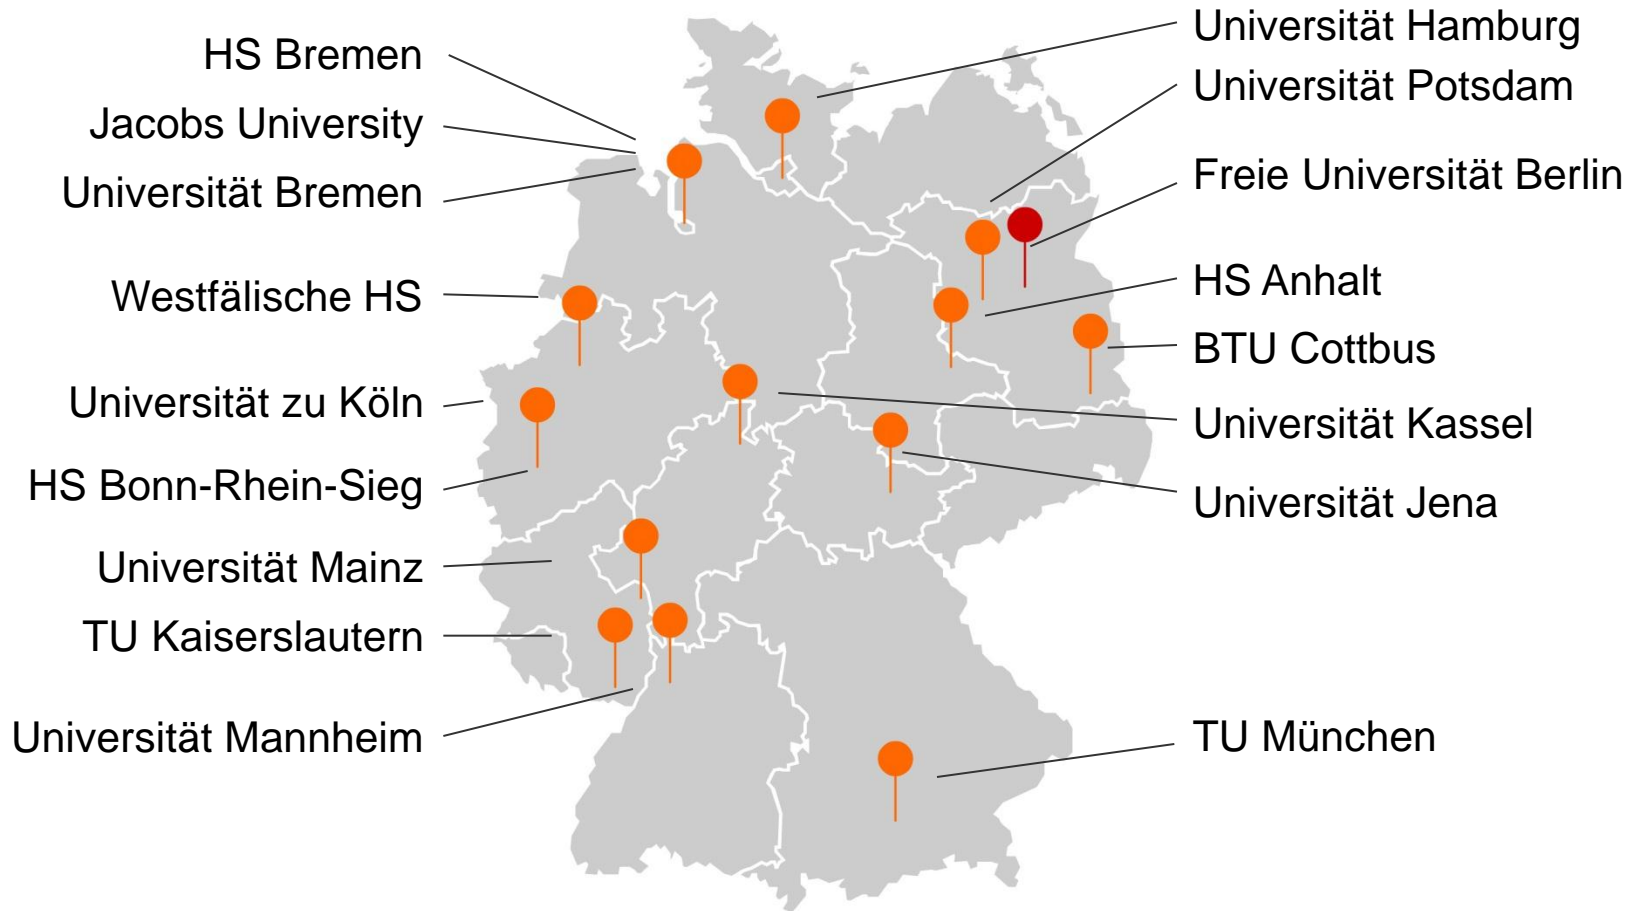 HS Bremen
Jacobs University
Universität Bremen
Westfälische HS
Universität zu Köln
HS Bonn-Rhein-Sieg
Universität Mainz
TU Kaiserslautern
Universität Mannheim
Universität Hamburg
Universität Potsdam
Freie Universität Berlin
HS Anhalt
BTU Cottbus
Universität Kassel
Universität Jena
TU München